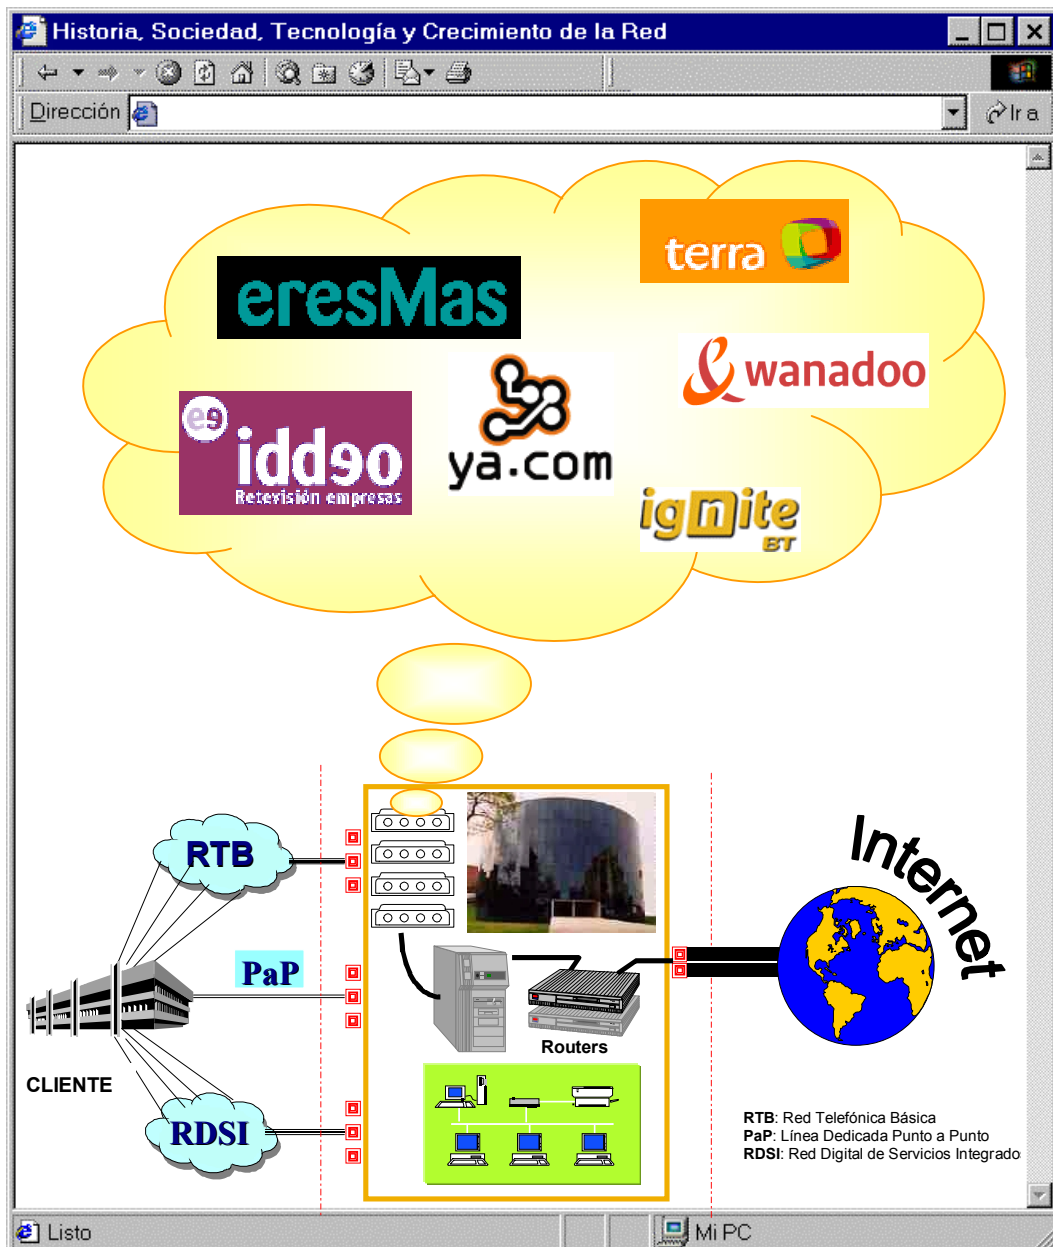 Historia, Sociedad, Tecnología y Crecimiento de la Red
Dirección
Ir a
terra
eresMas
wanadoo
ee
iddeo
Retevisión empresas
ya.com
ignite
BT
RTB
Internet
PaP
Routers
CLIENTE
RDSI
RTB: Red Telefónica Básica
PaP: Línea Dedicada Punto a Punto
RDSI: Red Digital de Servicios Integrado
Listo
Mi PC